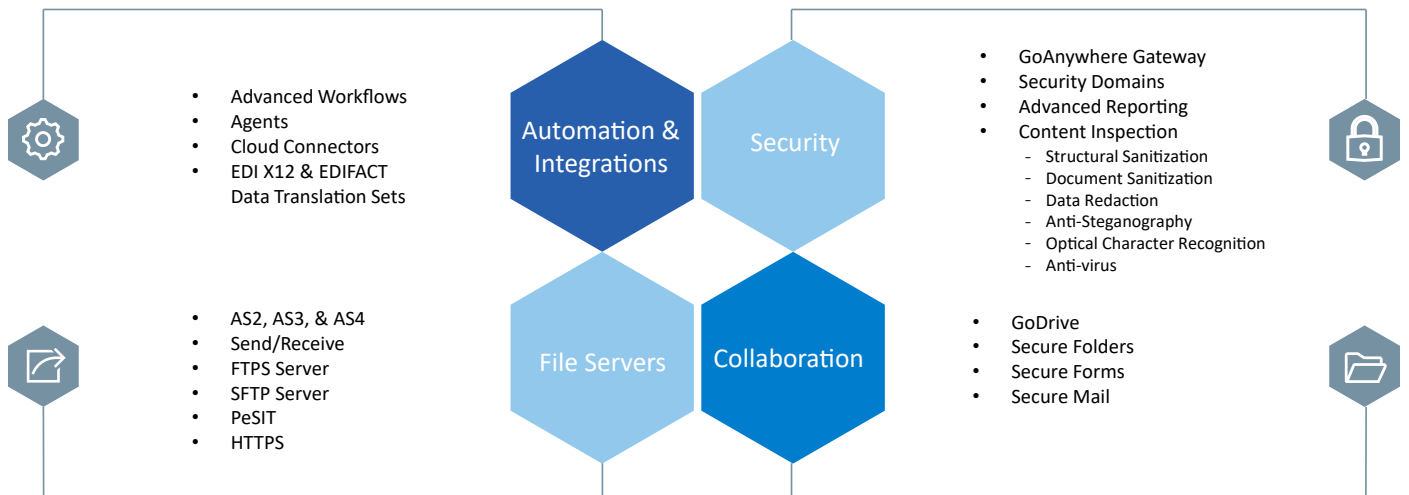 Automation &
Integrations
• Advanced Workflows
• Agents
• Cloud Connectors
• EDI X12 & EDIFACT
Data Translation Sets
Security
• GoAnywhere Gateway
• Security Domains
• Advanced Reporting
• Content Inspection
- Structural Sanitization
- Document Sanitization
- Data Redaction
- Anti-Steganography
- Optical Character Recognition
- Anti-virus
File Servers
• AS2, AS3, & AS4
• Send/Receive
• FTPS Server
• SFTP Server
• PeSIT
• HTTPS
Collaboration
• GoDrive
• Secure Folders
• Secure Forms
• Secure Mail